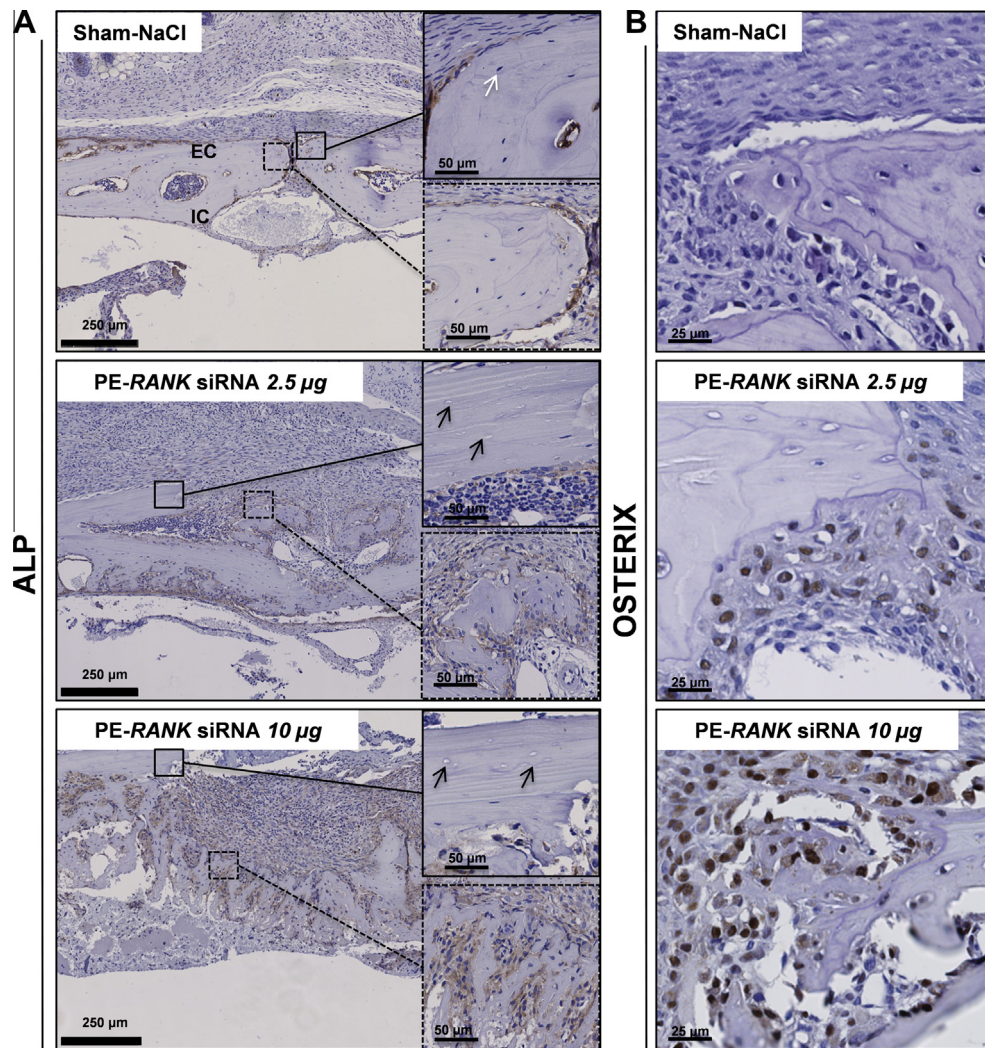 A
B
Sham-NaCl
EC
IC
50 µm
50 µm
250 µm
Sham-NaCl
25 µm
PE-RANK siRNA 2.5 µg
50 µm
50 µm
250 µm
PE-RANK siRNA 2.5 µg
25 µm
PE-RANK siRNA 10 µg
50 µm
50 µm
250 µm
PE-RANK siRNA 10 µg
25 µm
ALP
OSTERIX